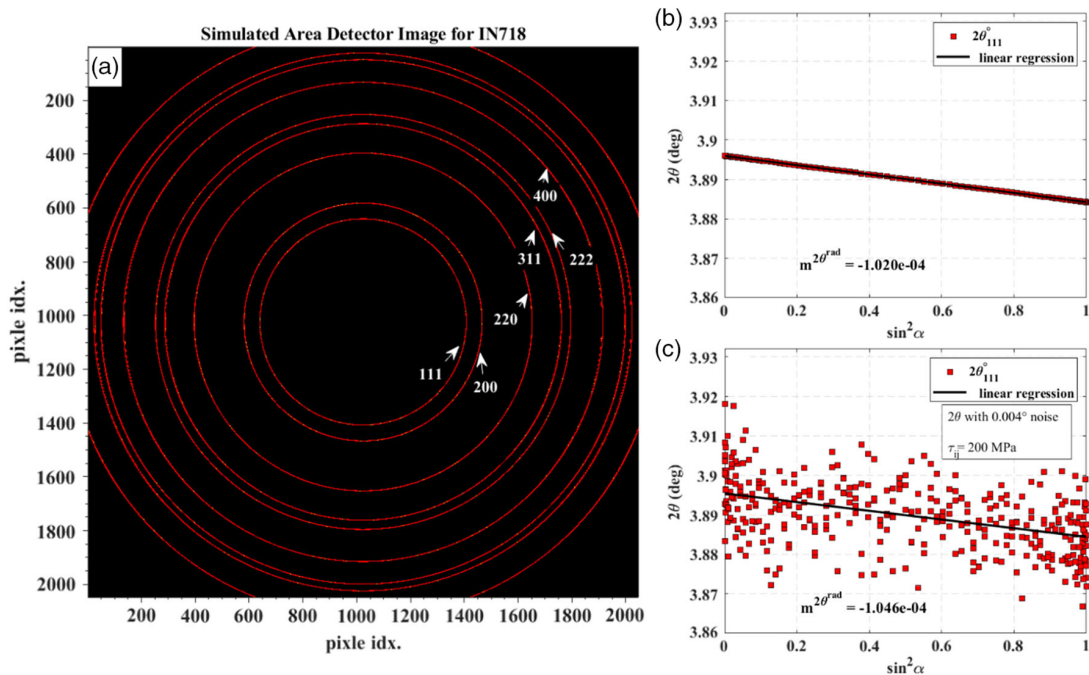 Simulated Area Detector Image for IN718
(a)
200
400
600
800
1000
1200
1400
1600
1800
2000
pixle idx.
400
311
222
220
111
200
200 400 600 800 1000 1200 1400 1600 1800 2000
pixle idx.
(b)
3.93
3.92
3.91
3.9
3.89
3.88
3.87
3.86
2θ (deg)
2θ°111
linear regression
m2θrad = -1.020e-04
0 0.2 0.4 0.6 0.8 1
sin2α
(c)
3.93
3.92
3.91
3.9
3.89
3.88
3.87
3.86
2θ (deg)
2θ°111
linear regression
2θ with 0.004° noise
τij= 200 MPa
m2θrad = -1.046e-04
0 0.2 0.4 0.6 0.8 1
sin2α